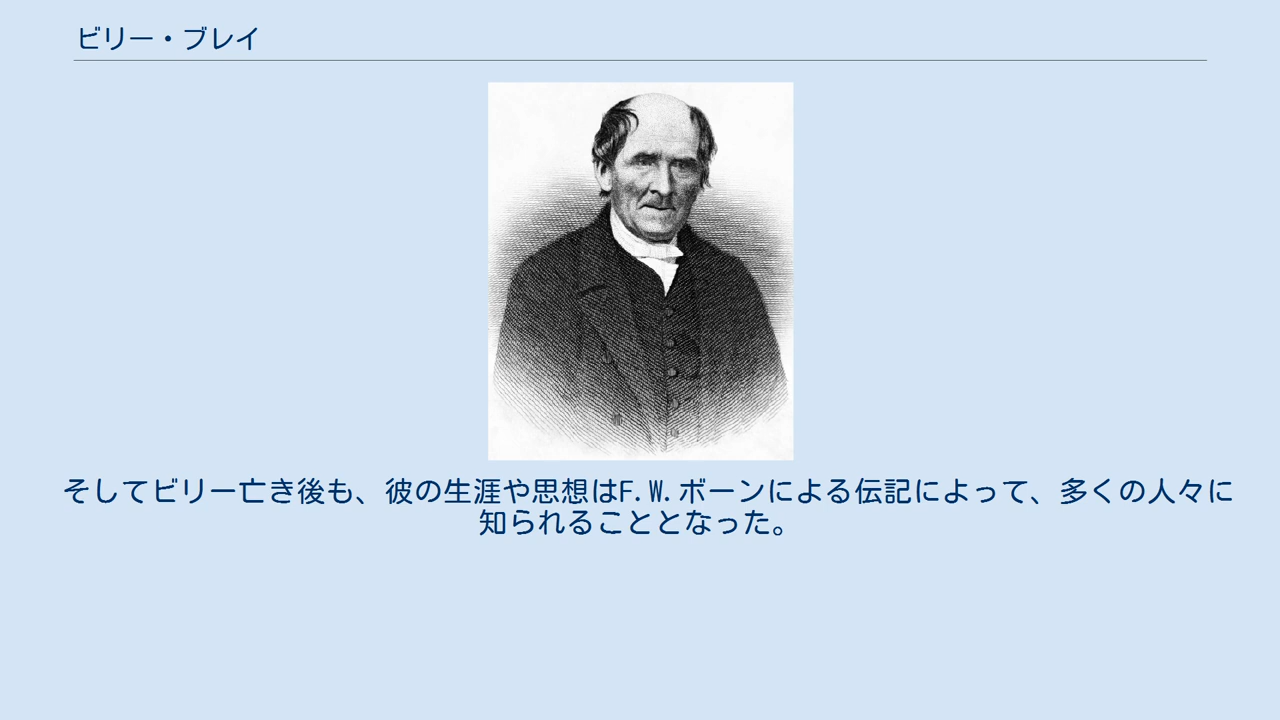 ビリー・ブレイ
そしてビリー亡き後も、彼の生涯や思想はF.W.ボーンによる伝記によって、多くの人々に
知られることとなった。